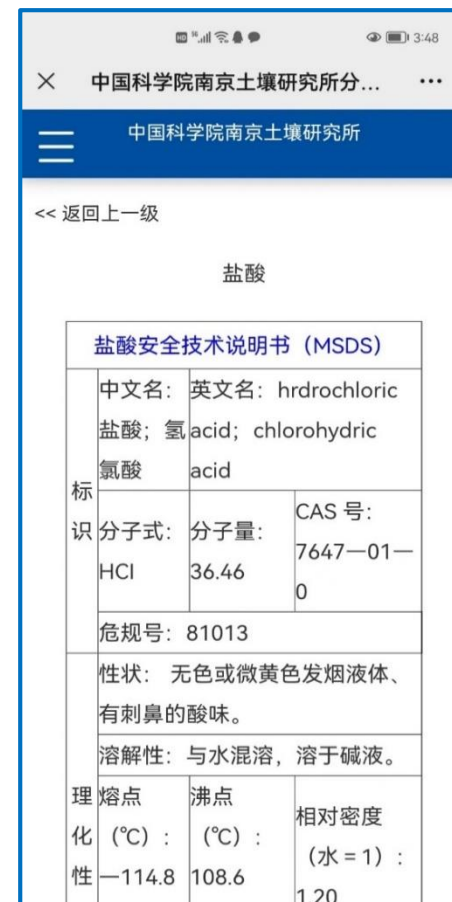 HD 5G 3:48
中国科学院南京土壤研究所分... ...
中国科学院南京土壤研究所
<< 返回上一级
盐酸
盐酸安全技术说明书（MSDS）
标
识
中文名：
盐酸；氢
氯酸
英文名：hrdrochloric
acid；chlorohydric
acid
分子式：
HCl
分子量：
36.46
CAS 号：
7647—01—
0
危规号：81013
理
化
性
性状： 无色或微黄色发烟液体、
有刺鼻的酸味。
溶解性：与水混溶，溶于碱液。
熔点
（℃）：
—114.8
沸点
（℃）：
108.6
相对密度
（水＝1）：
1.20